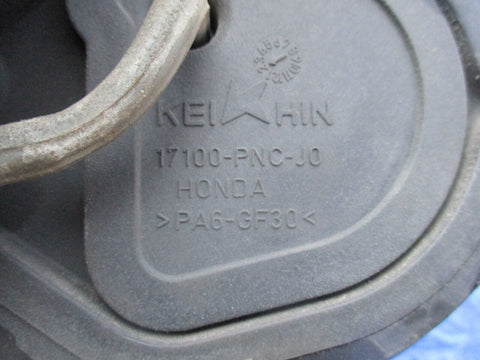 KEIHIN
17100-PNC-J0
HONDA
>PA6-GF30<